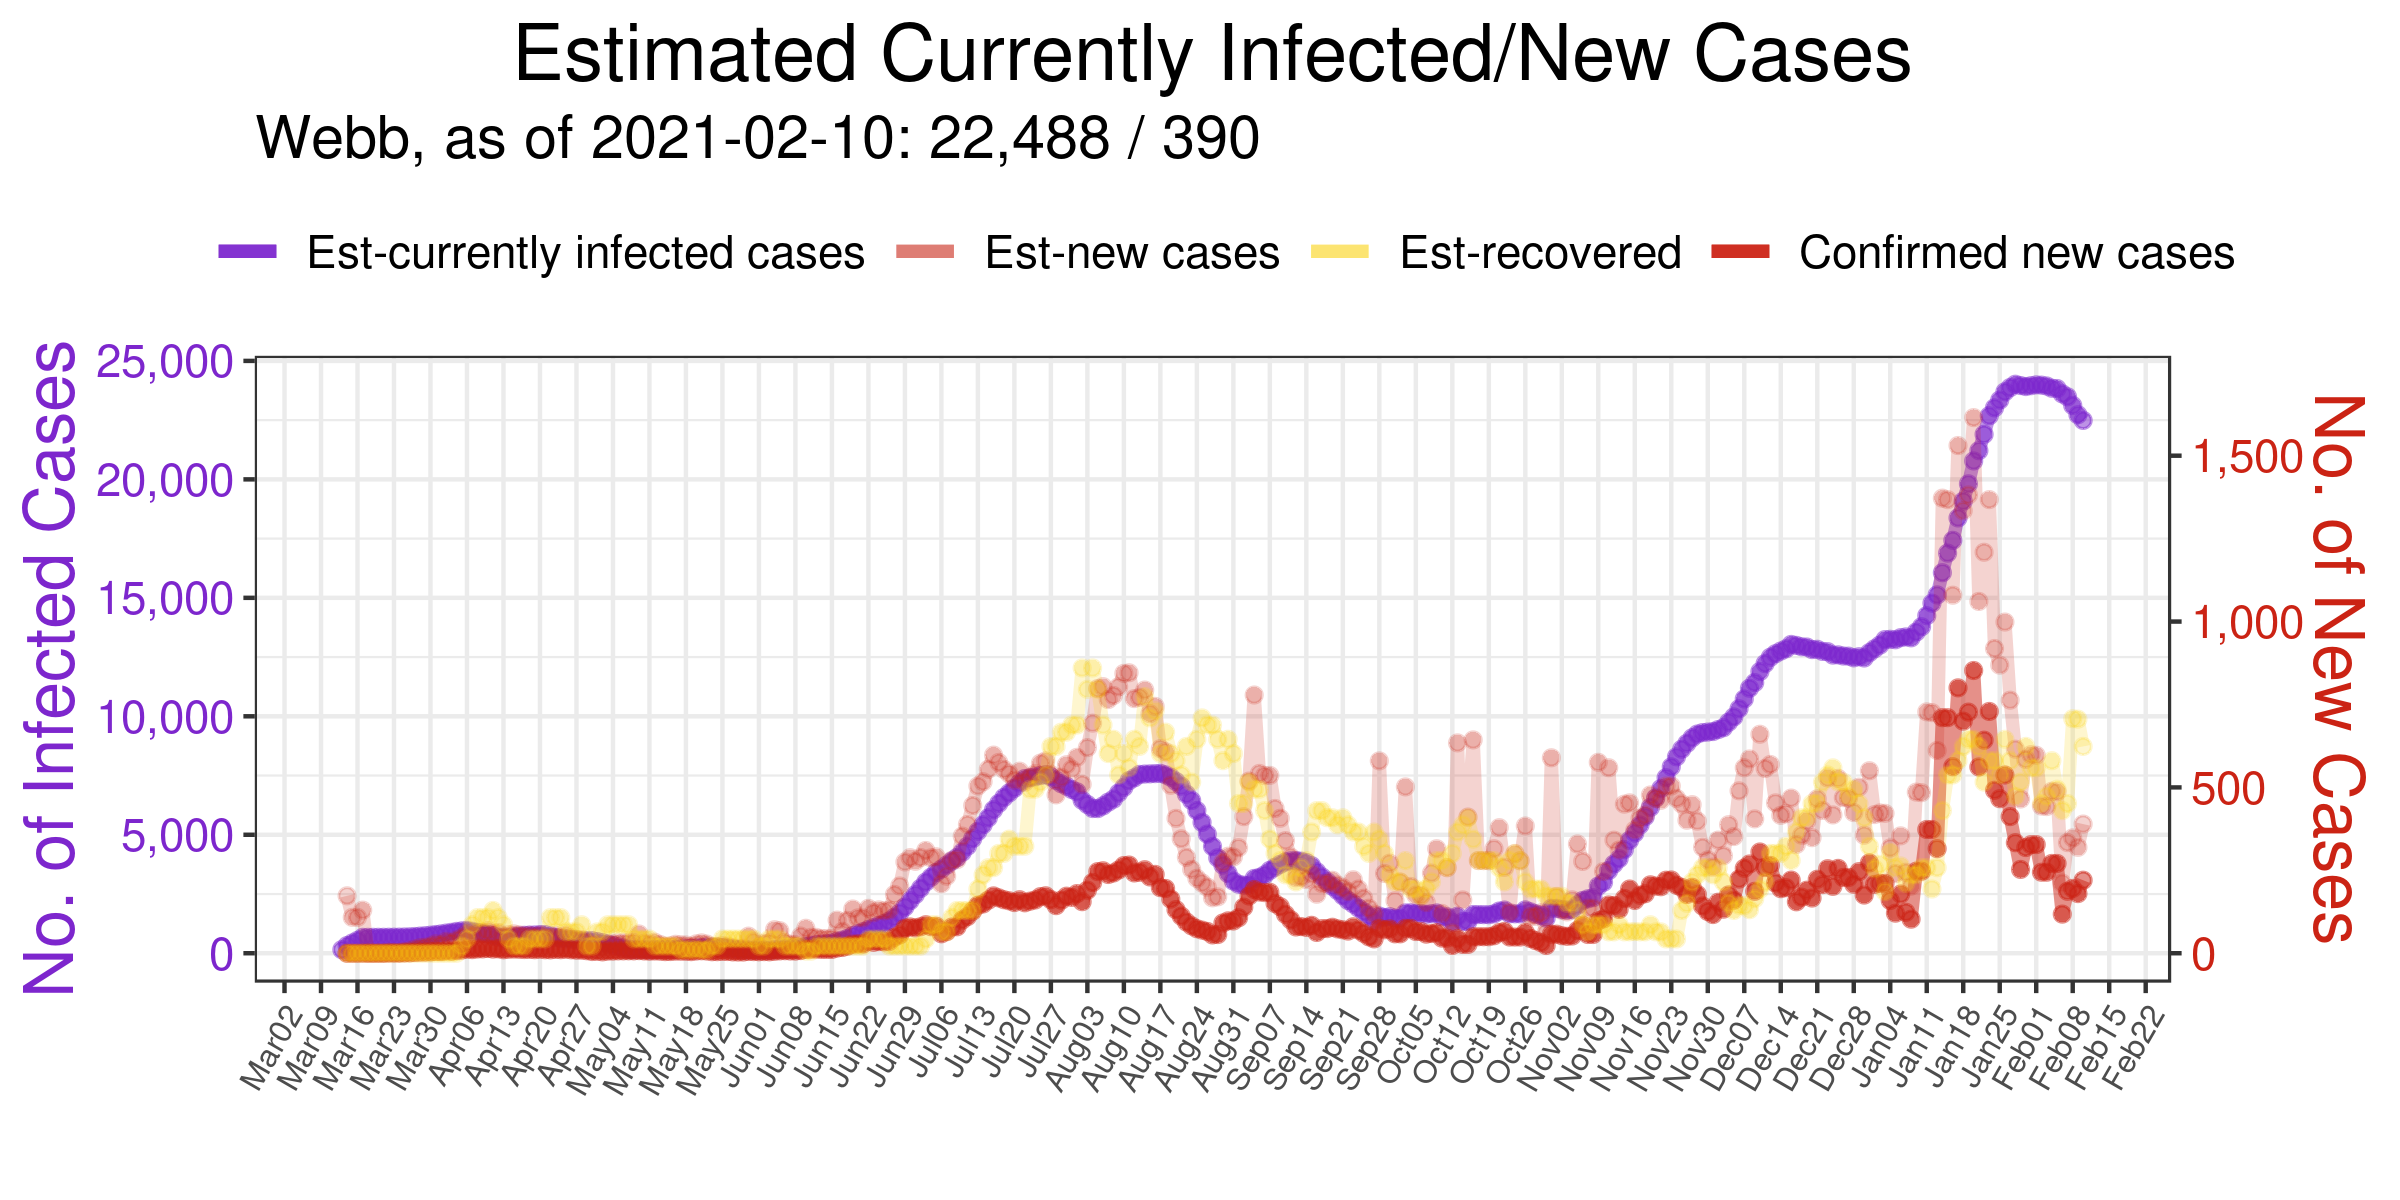 Estimated Currently Infected/New Cases
Webb, as of 2021-02-10: 22,488 / 390
Est-currently infected cases
Est-new cases
Est-recovered
Confirmed new cases
No. of Infected Cases
25,000
20,000
15,000
10,000
5,000
0
1,500
1,000
500
0
No. of New Cases
Mar02
Mar09
Mar16
Mar23
Mar30
Apr06
Apr13
Apr20
Apr27
May04
May11
May18
May25
Jun01
Jun08
Jun15
Jun22
Jun29
Jul06
Jul13
Jul20
Jul27
Aug03
Aug10
Aug17
Aug24
Aug31
Sep07
Sep14
Sep21
Sep28
Oct05
Oct12
Oct19
Oct26
Nov02
Nov09
Nov16
Nov23
Nov30
Dec07
Dec14
Dec21
Dec28
Jan04
Jan11
Jan18
Jan25
Feb01
Feb08
Feb15
Feb22